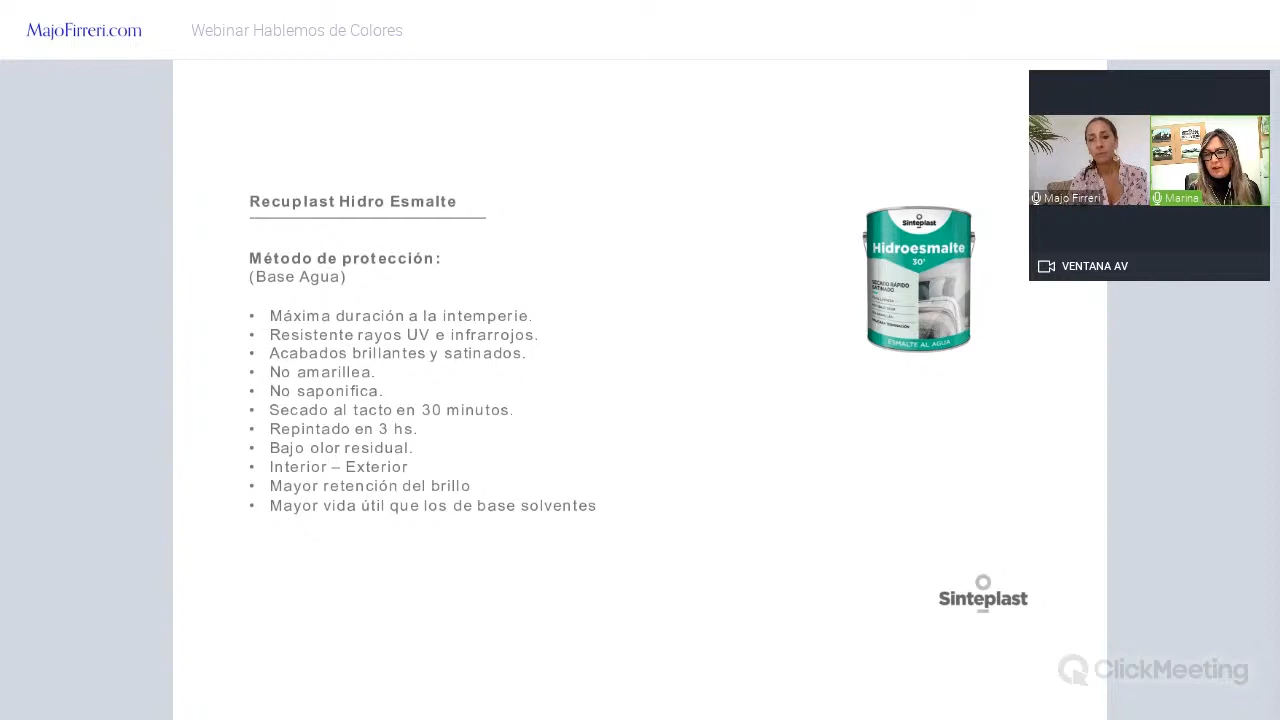 MajoFirreri.com
Webinar Hablemos de Colores
Majo Firreri
Marina
VENTANA AV
Recuplast Hidro Esmalte
Método de protección:
(Base Agua)
• Máxima duración a la intemperie.
• Resistente rayos UV e infrarrojos.
• Acabados brillantes y satinados.
• No amarillea.
• No saponifica.
• Secado al tacto en 30 minutos.
• Repintado en 3 hs.
• Bajo olor residual.
• Interior – Exterior
• Mayor retención del brillo
• Mayor vida útil que los de base solventes
Sinteplast
Hidroesmalte
30'
SECADO RÁPIDO
SATINADO
ESMALTE AL AGUA
Sinteplast
ClickMeeting